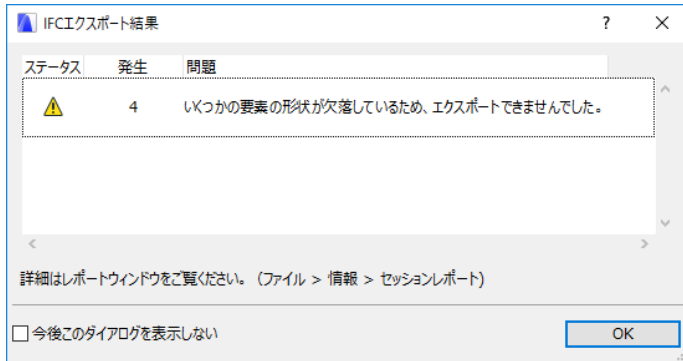 IFCエクスポート結果 ? ×
ステータス 発生 問題
4 いくつかの要素の形状が欠落しているため、エクスポートできませんでした。
詳細はレポートウィンドウをご覧ください。(ファイル > 情報 > セッションレポート)
今後このダイアログを表示しない OK